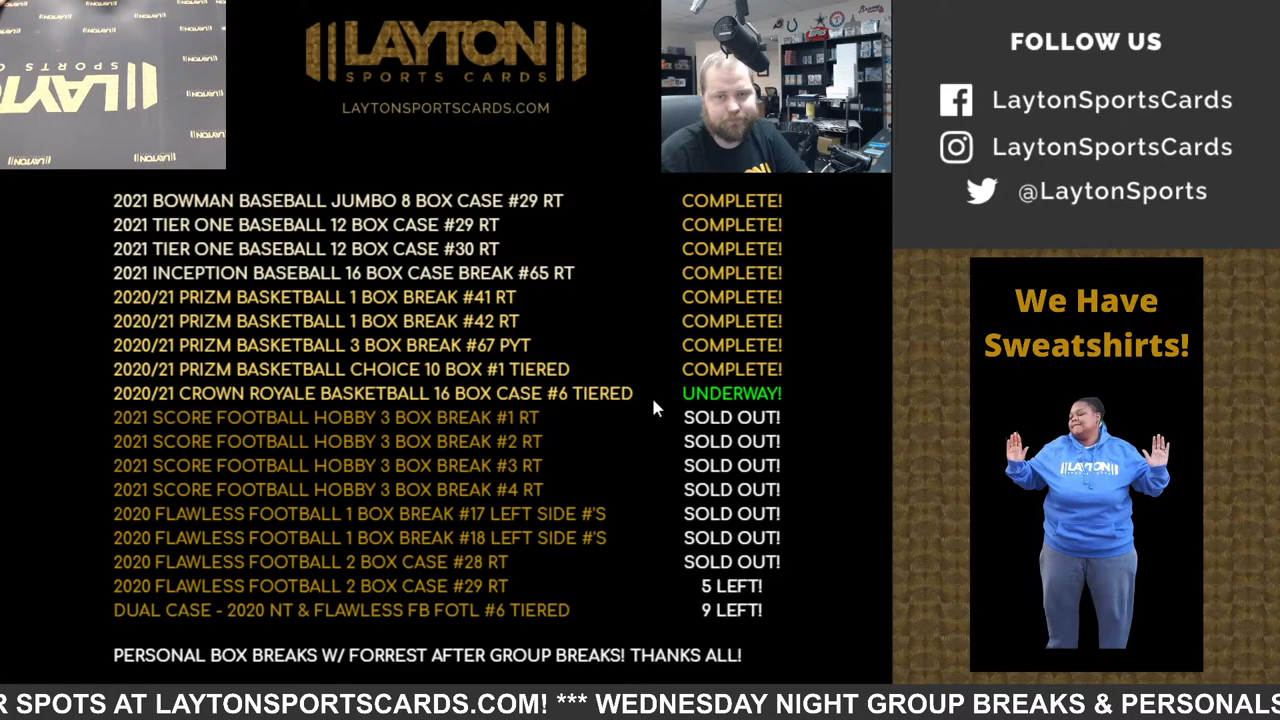 LAYTON
SPORTS CARDS
LAYTONSPORTSCARDS.COM
FOLLOW US
LaytonSportsCards
LaytonSportsCards
@LaytonSports
2021 BOWMAN BASEBALL JUMBO 8 BOX CASE #29 RT COMPLETE!
2021 TIER ONE BASEBALL 12 BOX CASE #29 RT COMPLETE!
2021 TIER ONE BASEBALL 12 BOX CASE #30 RT COMPLETE!
2021 INCEPTION BASEBALL 16 BOX CASE BREAK #65 RT COMPLETE!
2020/21 PRIZM BASKETBALL 1 BOX BREAK #41 RT COMPLETE!
2020/21 PRIZM BASKETBALL 1 BOX BREAK #42 RT COMPLETE!
2020/21 PRIZM BASKETBALL 3 BOX BREAK #67 PYT COMPLETE!
2020/21 PRIZM BASKETBALL CHOICE 10 BOX #1 TIERED COMPLETE!
2020/21 CROWN ROYALE BASKETBALL 16 BOX CASE #6 TIERED UNDERWAY!
2021 SCORE FOOTBALL HOBBY 3 BOX BREAK #1 RT SOLD OUT!
2021 SCORE FOOTBALL HOBBY 3 BOX BREAK #2 RT SOLD OUT!
2021 SCORE FOOTBALL HOBBY 3 BOX BREAK #3 RT SOLD OUT!
2021 SCORE FOOTBALL HOBBY 3 BOX BREAK #4 RT SOLD OUT!
2020 FLAWLESS FOOTBALL 1 BOX BREAK #17 LEFT SIDE #'S SOLD OUT!
2020 FLAWLESS FOOTBALL 1 BOX BREAK #18 LEFT SIDE #'S SOLD OUT!
2020 FLAWLESS FOOTBALL 2 BOX CASE #28 RT SOLD OUT!
2020 FLAWLESS FOOTBALL 2 BOX CASE #29 RT 5 LEFT!
DUAL CASE - 2020 NT & FLAWLESS FB FOTL #6 TIERED 9 LEFT!
PERSONAL BOX BREAKS W/ FORREST AFTER GROUP BREAKS! THANKS ALL!
We Have
Sweatshirts!
LAYTON
R SPOTS AT LAYTONSPORTSCARDS.COM! *** WEDNESDAY NIGHT GROUP BREAKS & PERSONALS